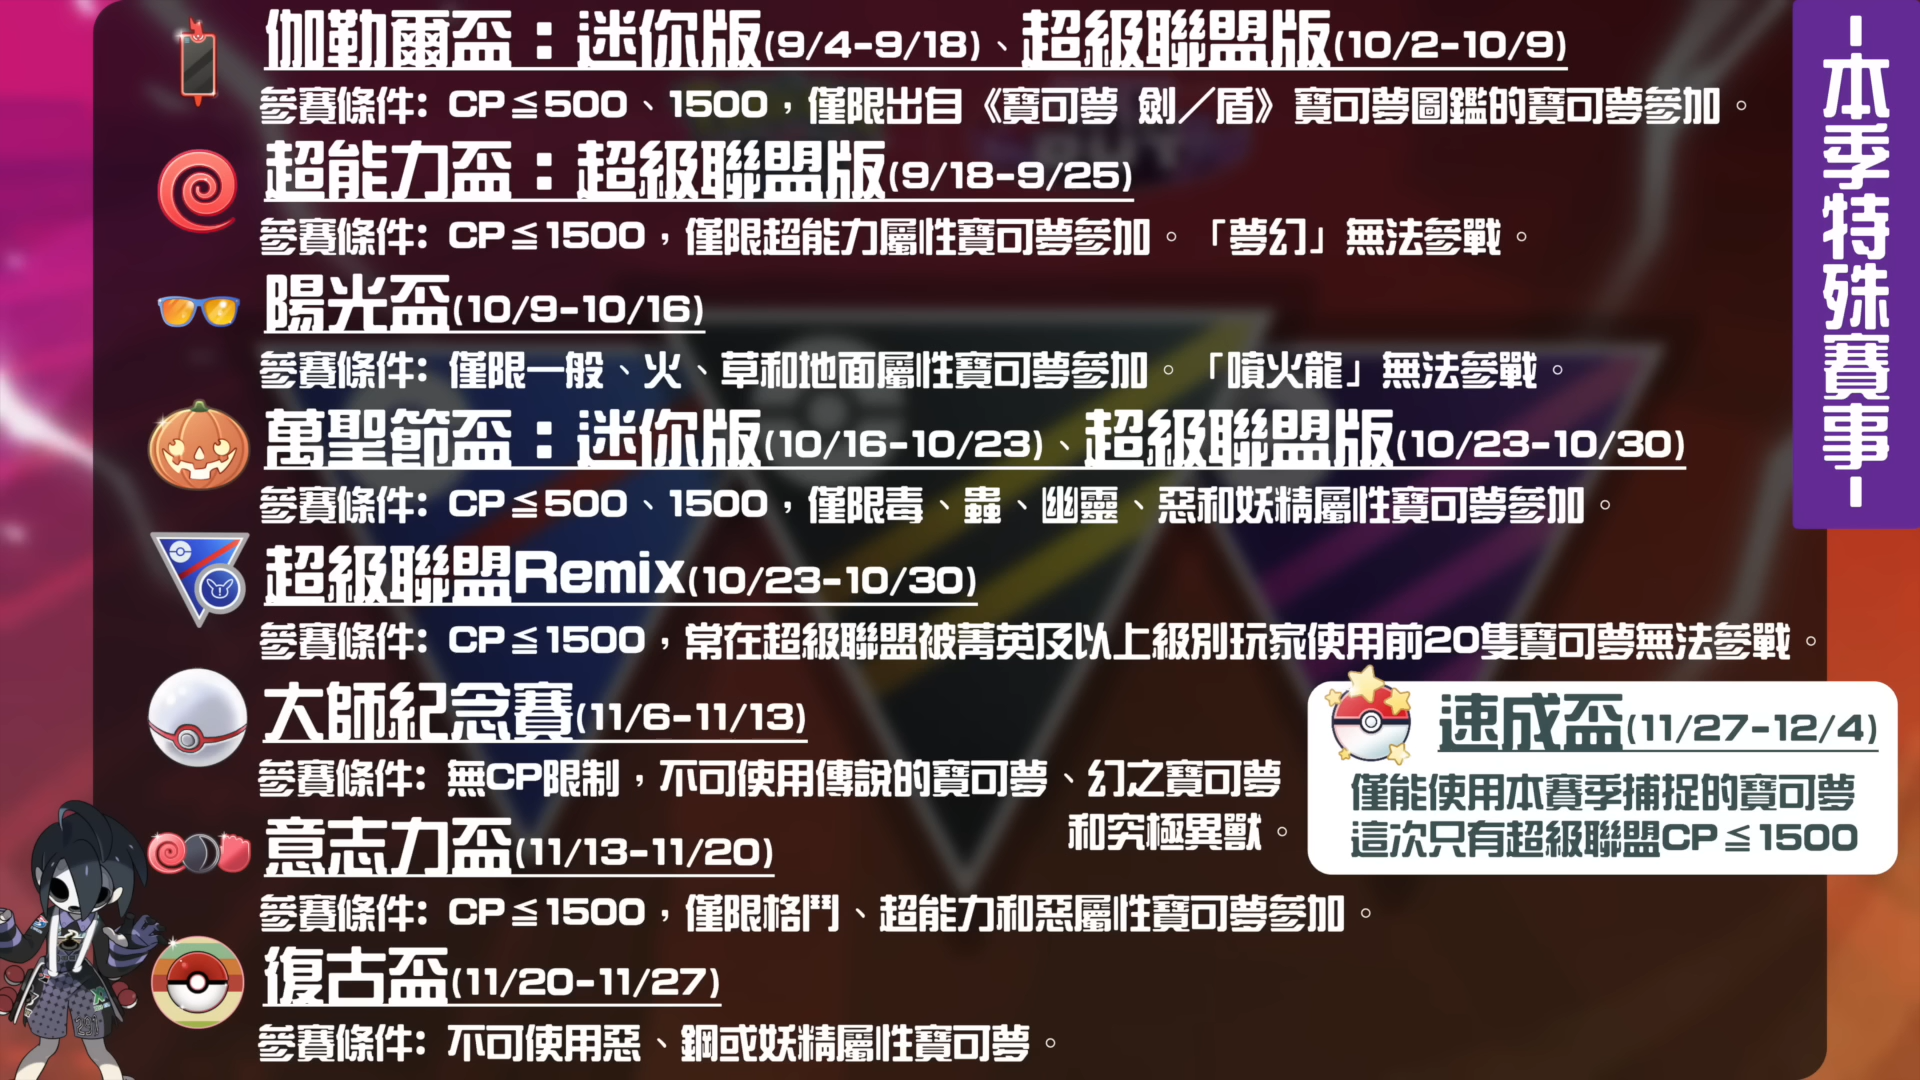 -本季特殊賽事-
伽勒爾盃：迷你版(9/4-9/18)、超級聯盟版(10/2-10/9)
參賽條件: CP≦500、1500，僅限出自《寶可夢 劍／盾》寶可夢圖鑑的寶可夢參加。
超能力盃：超級聯盟版(9/18-9/25)
參賽條件: CP≦1500，僅限超能力屬性寶可夢參加。「夢幻」無法參戰。
陽光盃(10/9-10/16)
參賽條件: 僅限一般、火、草和地面屬性寶可夢參加。「噴火龍」無法參戰。
萬聖節盃：迷你版(10/16-10/23)、超級聯盟版(10/23-10/30)
參賽條件: CP≦500、1500，僅限毒、蟲、幽靈、惡和妖精屬性寶可夢參加。
超級聯盟Remix(10/23-10/30)
參賽條件: CP≦1500，常在超級聯盟被菁英及以上級別玩家使用前20隻寶可夢無法參戰。
大師紀念賽(11/6-11/13)
參賽條件: 無CP限制，不可使用傳說的寶可夢、幻之寶可夢
和究極異獸。
意志力盃(11/13-11/20)
參賽條件: CP≦1500，僅限格鬥、超能力和惡屬性寶可夢參加。
復古盃(11/20-11/27)
參賽條件: 不可使用惡、鋼或妖精屬性寶可夢。
速成盃(11/27-12/4)
僅能使用本賽季捕捉的寶可夢
這次只有超級聯盟CP≦1500